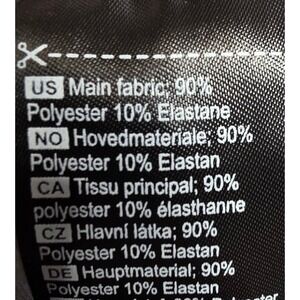 US Main fabric; 90%
Polyester 10% Elastane
NO Hovedmateriale; 90%
Polyester 10% Elastan
CA Tissu principal; 90%
polyester 10% élasthanne
CZ Hlavní látka; 90%
Polyester 10% Elastan
DE Hauptmaterial; 90%
Polyester 10% Elastan